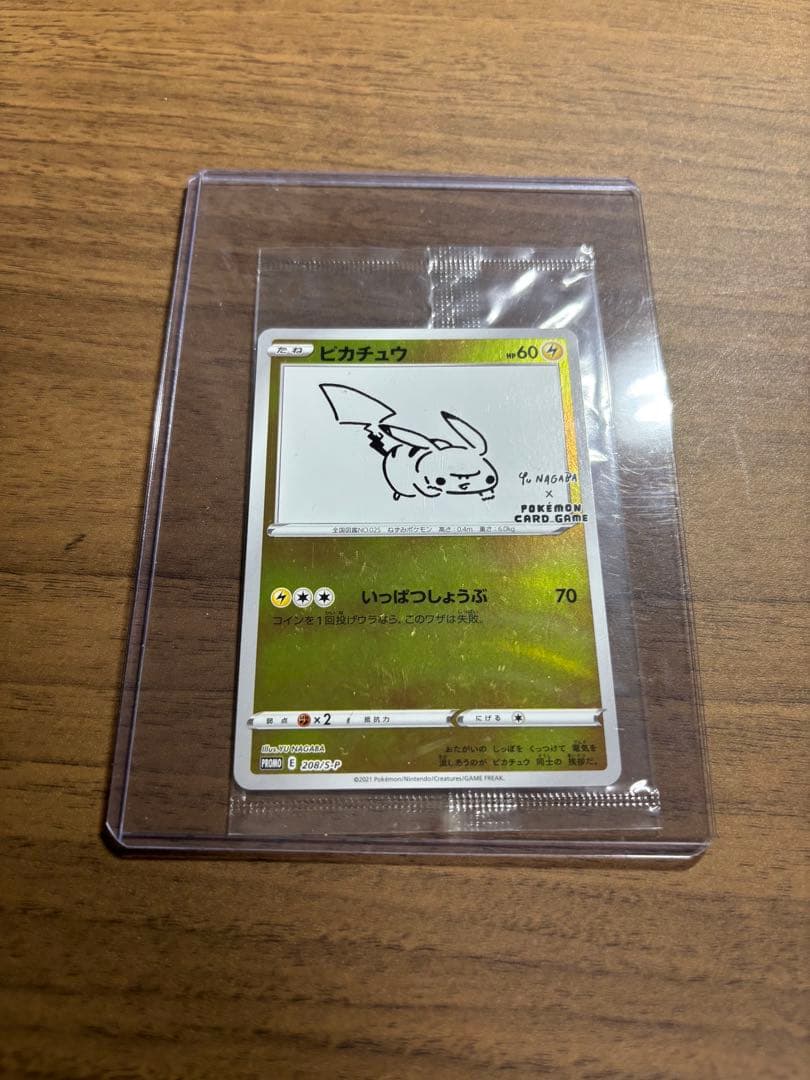 たね ピカチュウ HP 60
Yu NAGABA
×
POKÉMON
CARD GAME
全国図鑑NO.025 ねずみポケモン 高さ:0.4m 重さ:6.0kg
いっぱつしょうぶ 70
コインを1回投げウラなら、このワザは失敗。
弱点 ×2 抵抗力 にげる
Illus. YU NAGABA
おたがいの しっぽを くっつけて 電気を
流しあうのが ピカチュウ 同士の 挨拶だ。
PROMO E 208/S-P
©2021 Pokémon/Nintendo/Creatures/GAME FREAK.